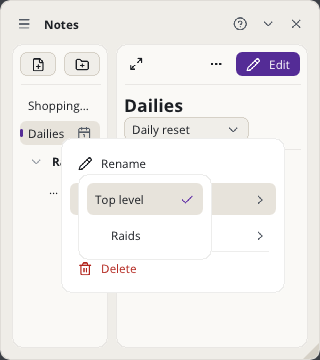 Notes
Edit
Shopping...
Dailies
Dailies
Daily reset
...
Rename
Top level
Raids
Delete